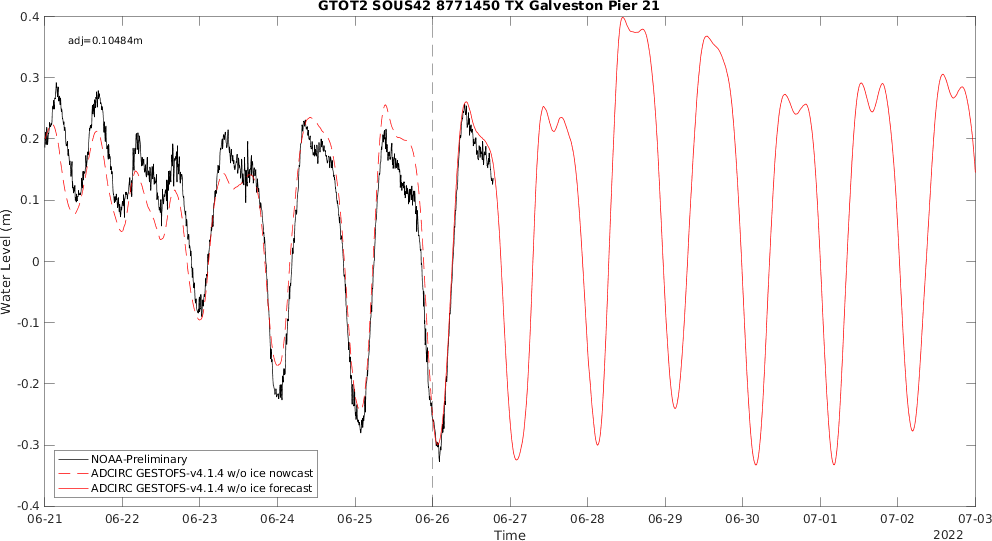 GTOT2 SOUS42 8771450 TX Galveston Pier 21
adj=0.10484m
0.4
0.3
0.2
0.1
0
-0.1
-0.2
-0.3
-0.4
Water Level (m)
NOAA-Preliminary
ADCIRC GESTOFS-v4.1.4 w/o ice nowcast
ADCIRC GESTOFS-v4.1.4 w/o ice forecast
06-21 06-22 06-23 06-24 06-25 06-26 06-27 06-28 06-29 06-30 07-01 07-02 07-03
Time
2022